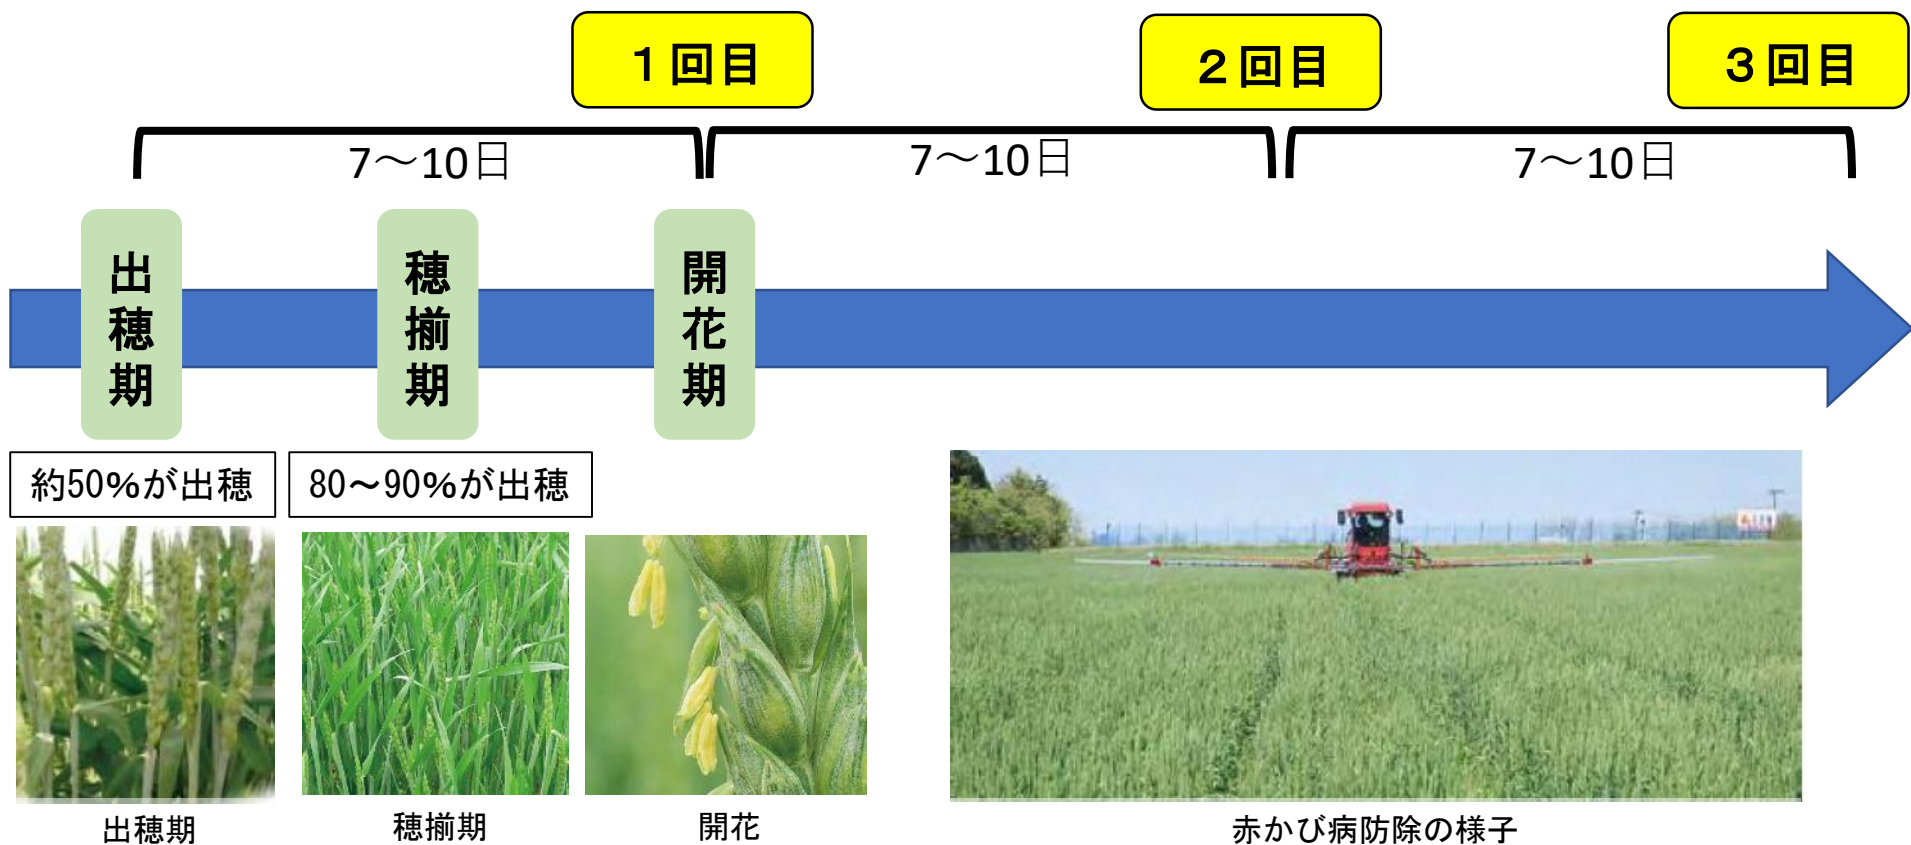 １回目
２回目
３回目
7～10日
7～10日
7～10日
出穂期
穂揃期
開花期
約50%が出穂
80～90%が出穂
出穂期
穂揃期
開花
赤かび病防除の様子